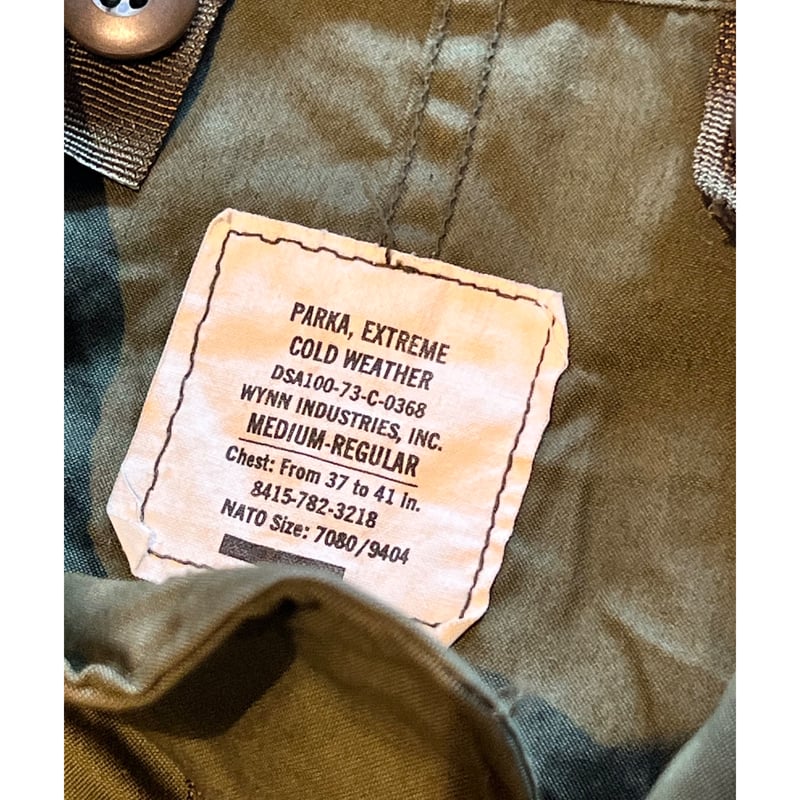 PARKA, EXTREME
COLD WEATHER
DSA100-73-C-0368
WYNN INDUSTRIES, INC.
MEDIUM-REGULAR
Chest: From 37 to 41 In.
8415-782-3218
NATO Size: 7080/9404